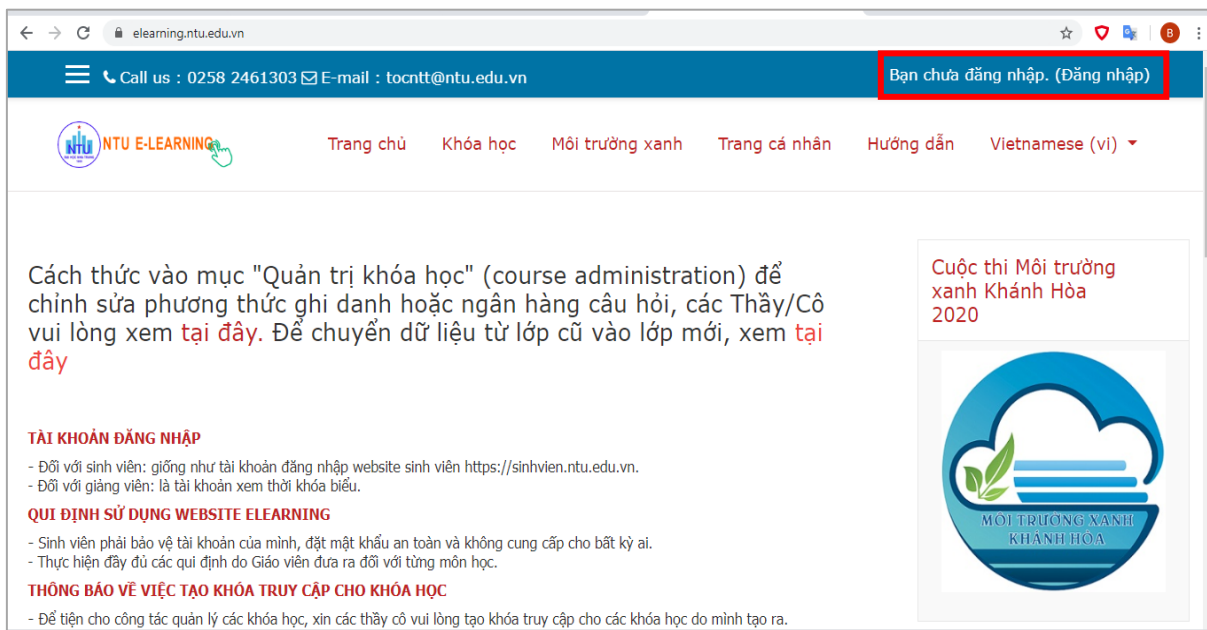 elearning.ntu.edu.vn
B
Call us : 0258 2461303 E-mail : tocntt@ntu.edu.vn
Bạn chưa đăng nhập. (Đăng nhập)
NTU
NTU E-LEARNING
Trang chủ
Khóa học
Môi trường xanh
Trang cá nhân
Hướng dẫn
Vietnamese (vi)
Cách thức vào mục "Quản trị khóa học" (course administration) để
chỉnh sửa phương thức ghi danh hoặc ngân hàng câu hỏi, các Thầy/Cô
vui lòng xem tại đây. Để chuyển dữ liệu từ lớp cũ vào lớp mới, xem tại
đây
TÀI KHOẢN ĐĂNG NHẬP
- Đối với sinh viên: giống như tài khoản đăng nhập website sinh viên https://sinhvien.ntu.edu.vn.
- Đối với giảng viên: là tài khoản xem thời khóa biểu.
QUI ĐỊNH SỬ DỤNG WEBSITE ELEARNING
- Sinh viên phải bảo vệ tài khoản của mình, đặt mật khẩu an toàn và không cung cấp cho bất kỳ ai.
- Thực hiện đầy đủ các qui định do Giáo viên đưa ra đối với từng môn học.
THÔNG BÁO VỀ VIỆC TẠO KHÓA TRUY CẬP CHO KHÓA HỌC
- Để tiện cho công tác quản lý các khóa học, xin các thầy cô vui lòng tạo khóa truy cập cho các khóa học do mình tạo ra.
Cuộc thi Môi trường
xanh Khánh Hòa
2020
MÔI TRƯỜNG XANH
KHÁNH HÒA